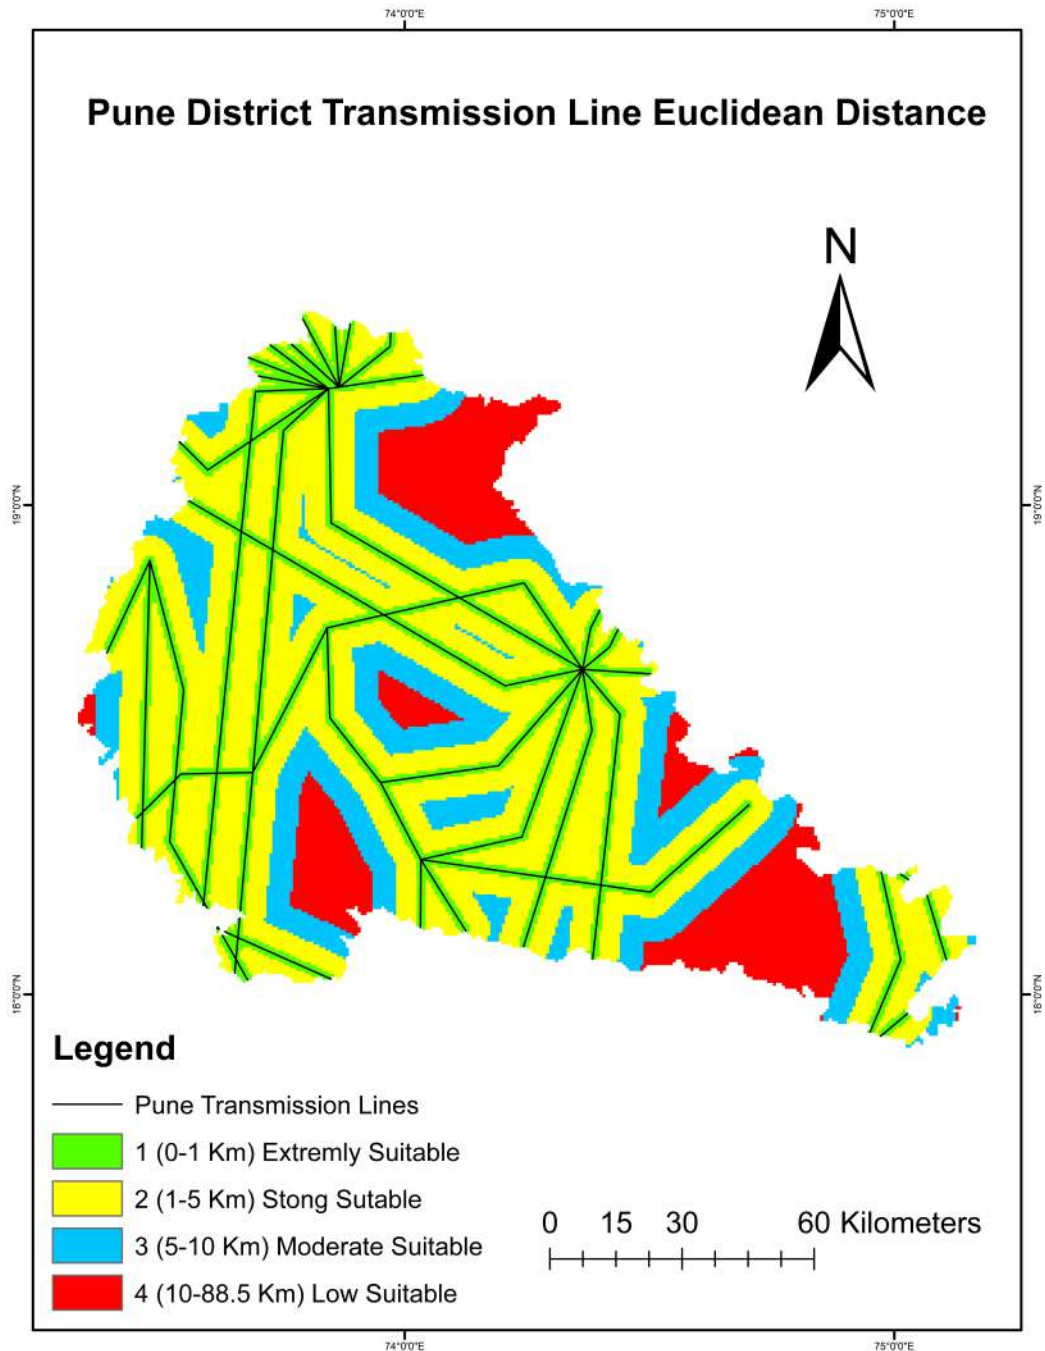 74°0'0"E 75°0'0"E
Pune District Transmission Line Euclidean Distance
N
19°0'0"N 19°0'0"N
18°0'0"N 18°0'0"N
Legend
Pune Transmission Lines
1 (0-1 Km) Extremly Suitable
2 (1-5 Km) Stong Sutable
3 (5-10 Km) Moderate Suitable
4 (10-88.5 Km) Low Suitable
0 15 30 60 Kilometers
74°0'0"E 75°0'0"E